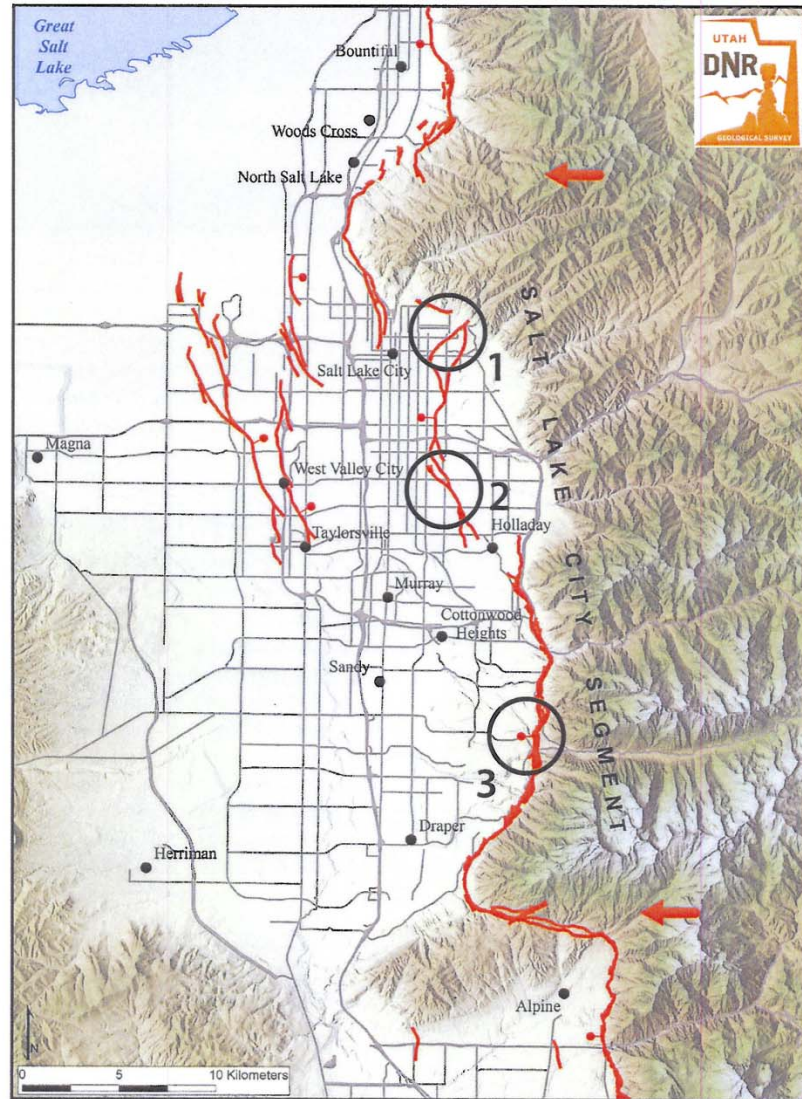 Great
Salt
Lake
UTAH
DNR
GEOLOGICAL SURVEY
Bountiful
Woods Cross
North Salt Lake
SALT LAKE CITY SEGMENT
1
Salt Lake City
Magna
West Valley City
2
Taylorsville
Holladay
Murray
Cottonwood
Heights
Sandy
3
Draper
Herriman
Alpine
N
0 5 10 Kilometers